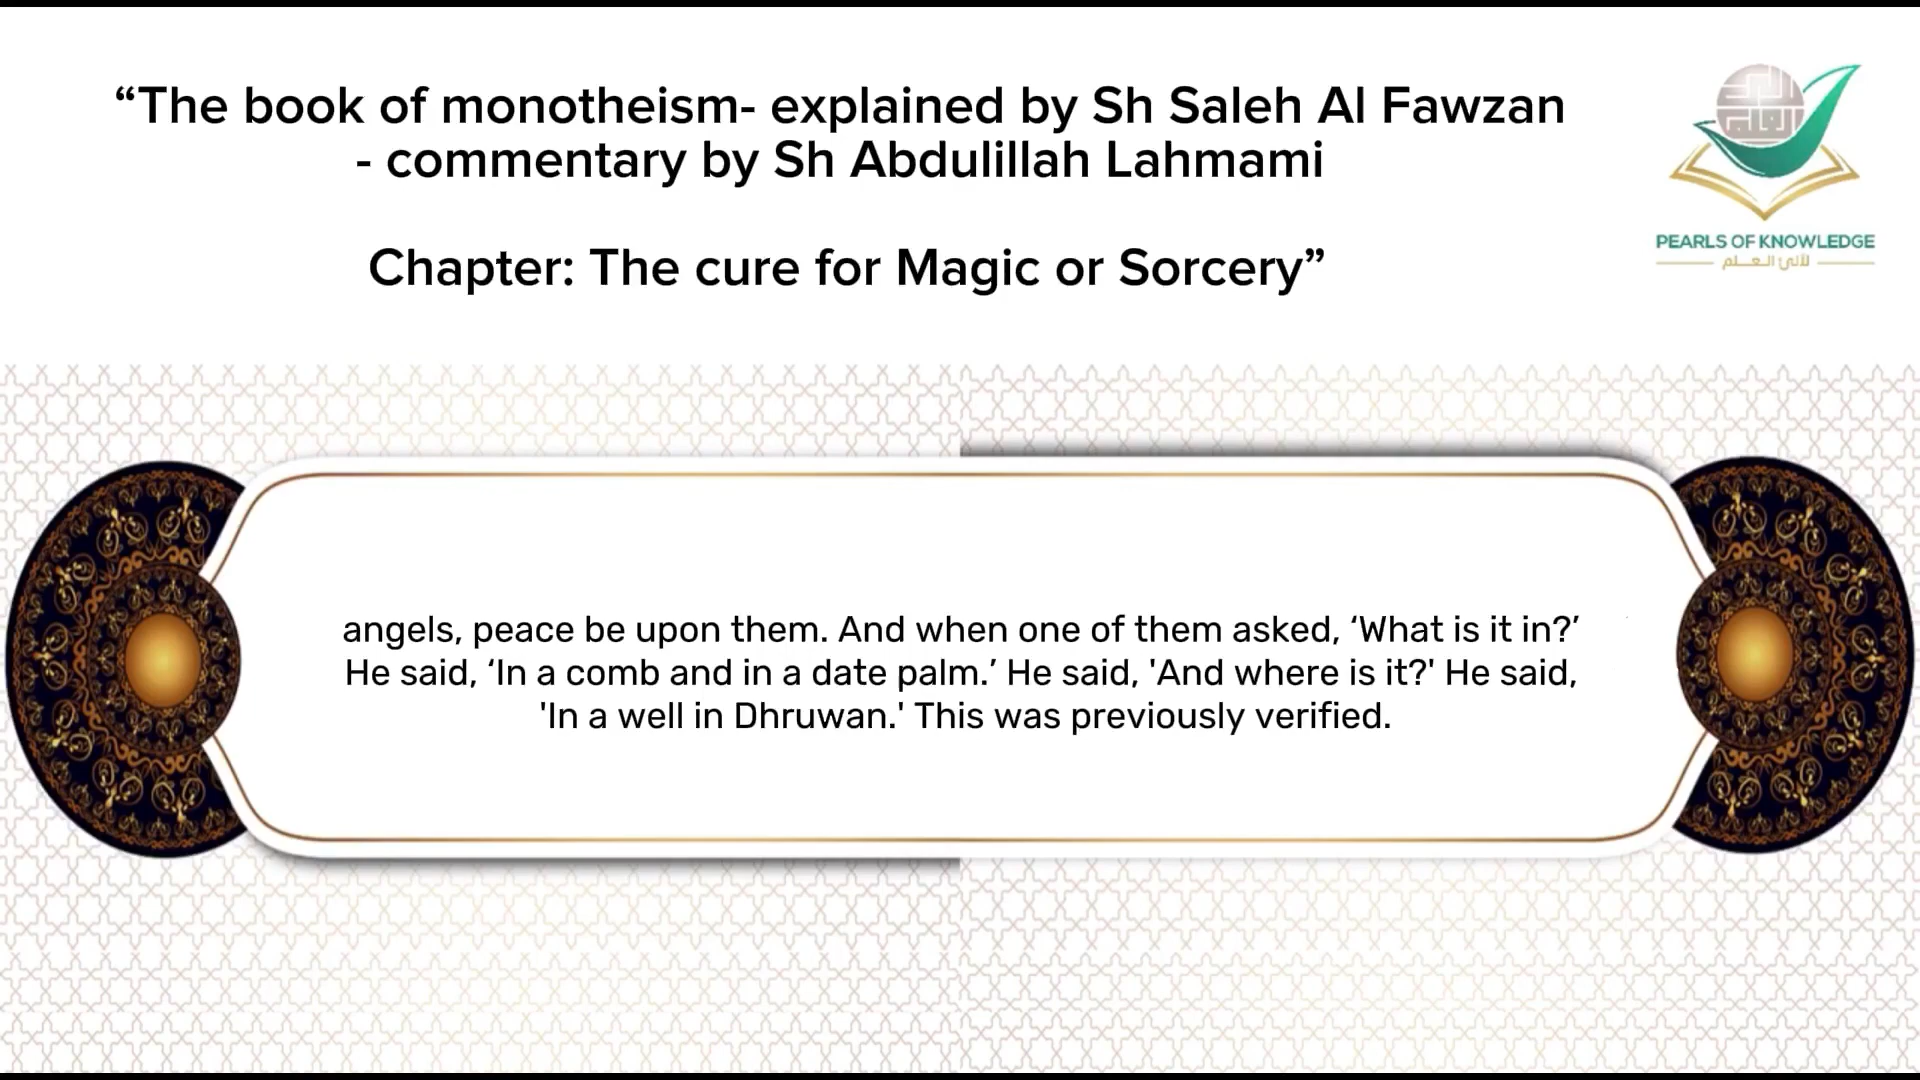 “The book of monotheism- explained by Sh Saleh Al Fawzan
- commentary by Sh Abdulillah Lahmami
Chapter: The cure for Magic or Sorcery”
PEARLS OF KNOWLEDGE
لآلئ العلم
angels, peace be upon them. And when one of them asked, ‘What is it in?’
He said, ‘In a comb and in a date palm.’ He said, 'And where is it?' He said,
'In a well in Dhruwan.' This was previously verified.